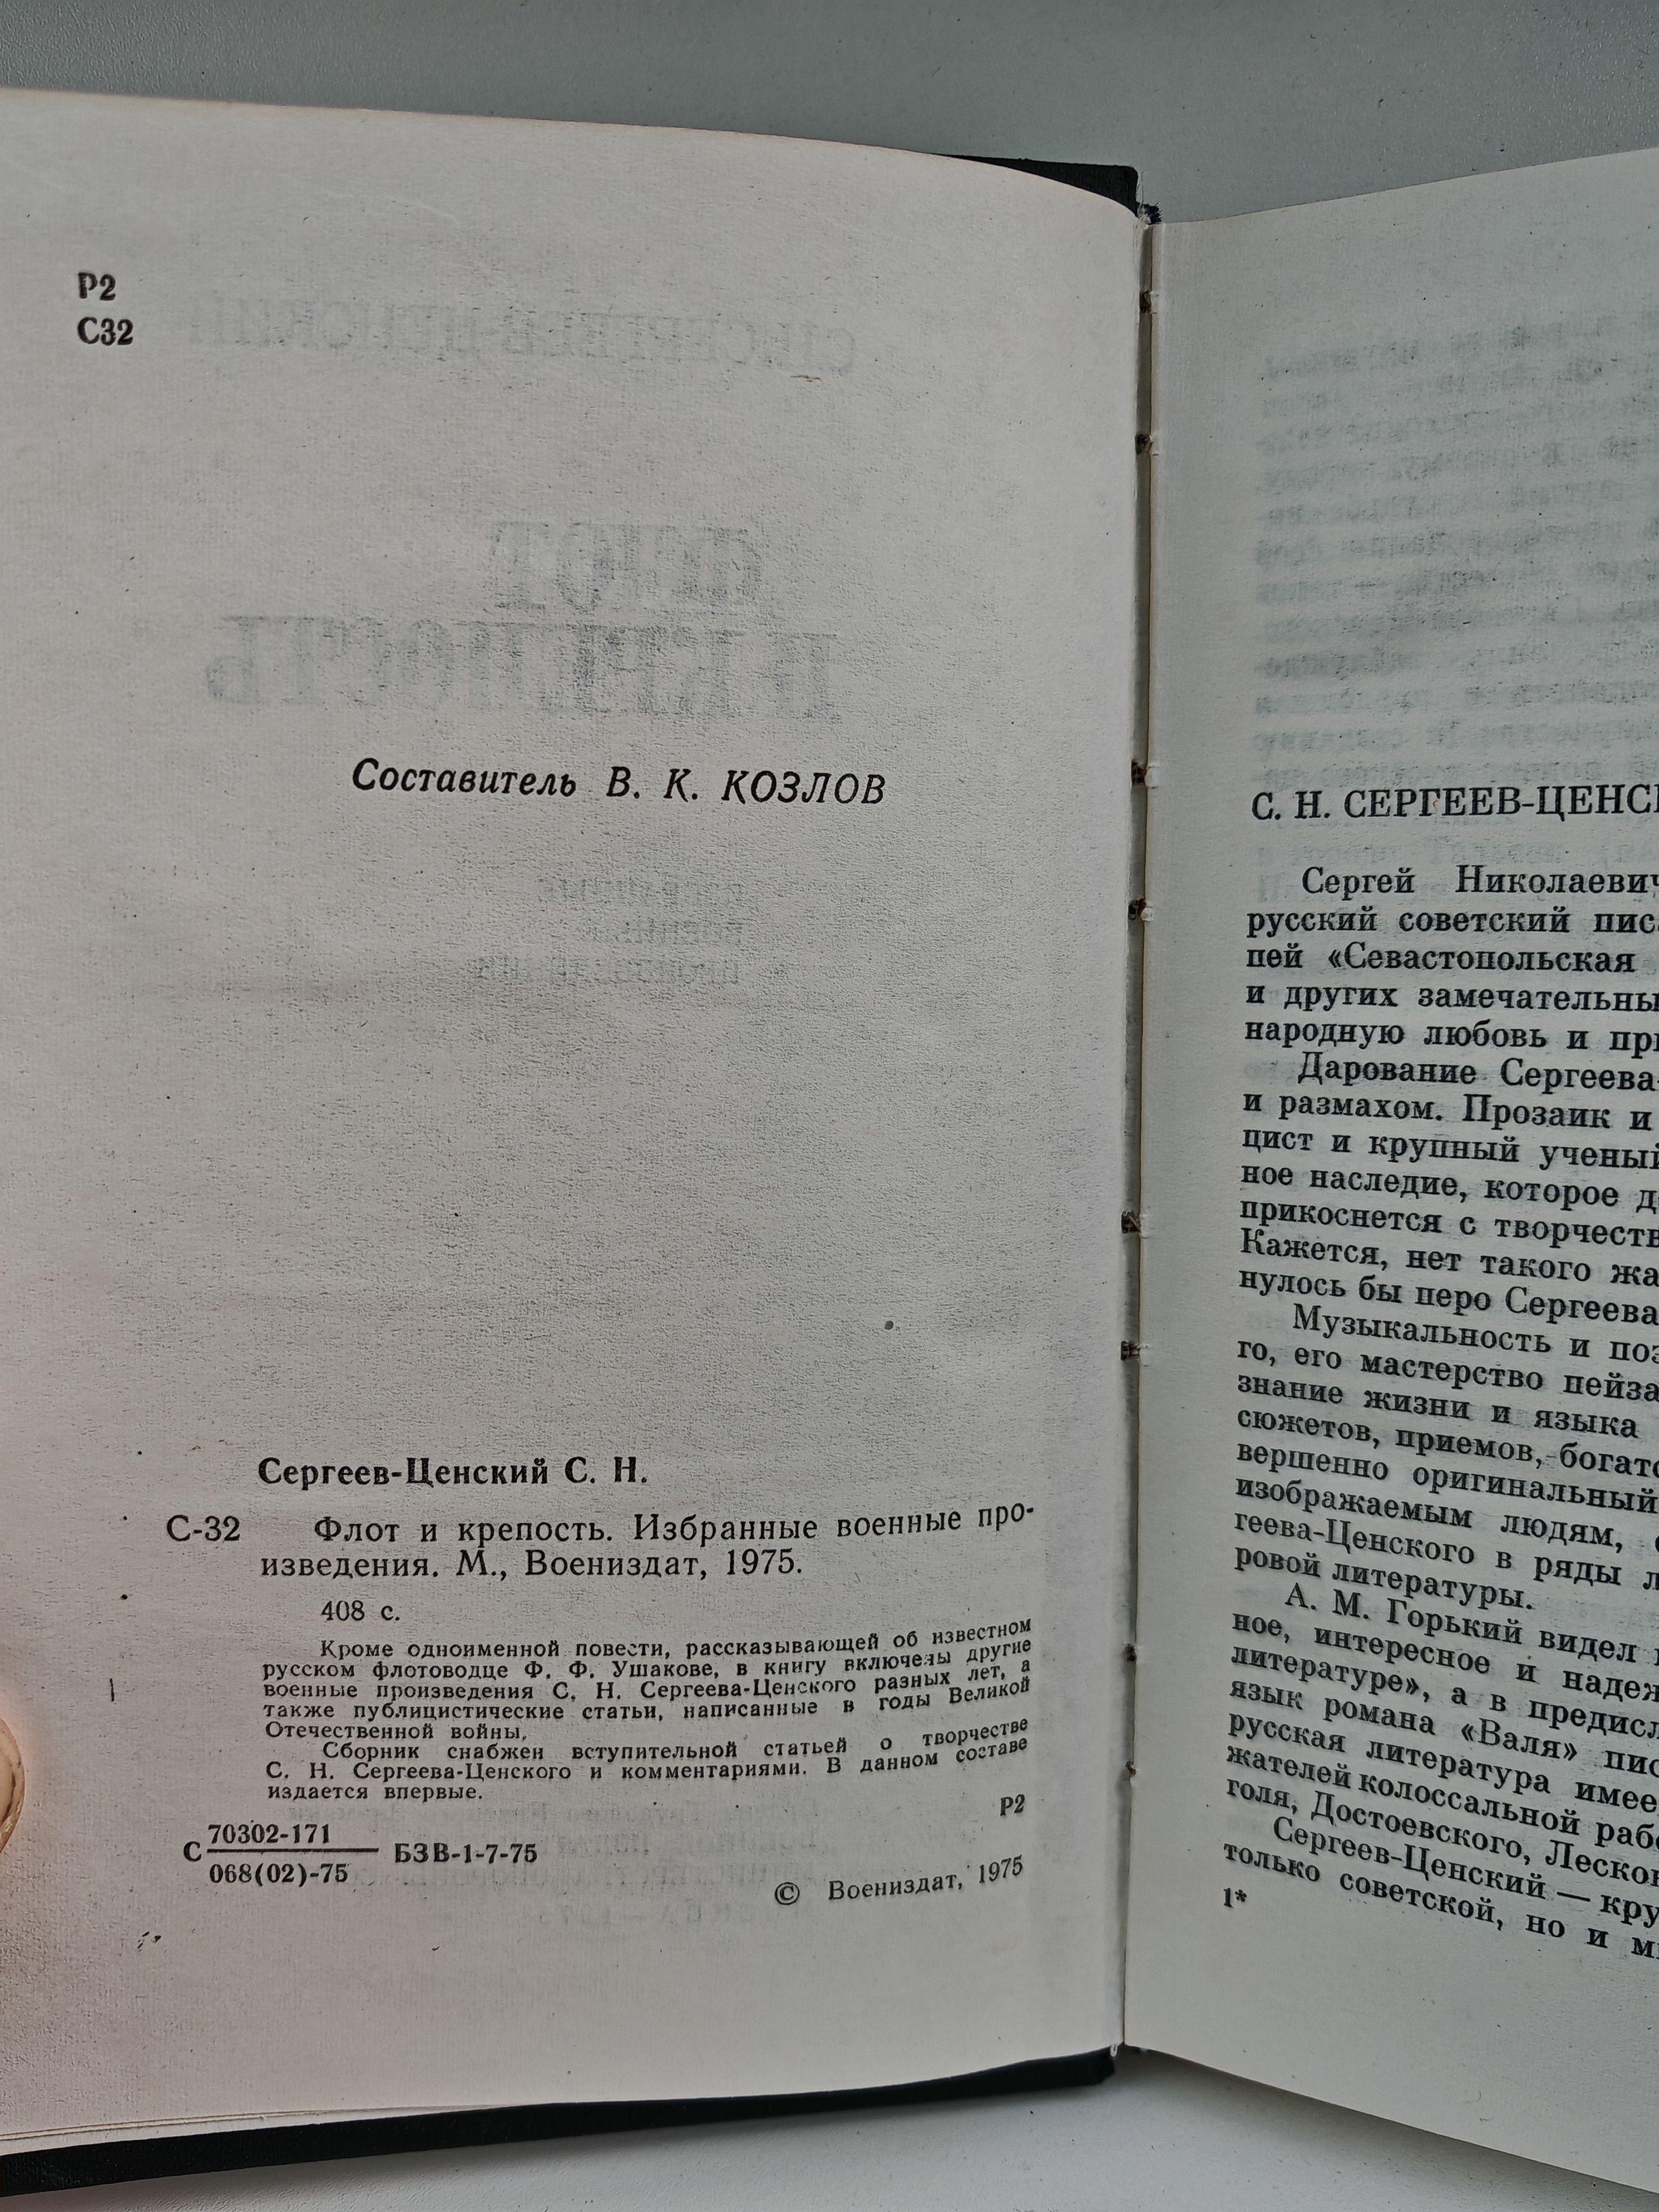 Р2
С32
Составитель В. К. КОЗЛОВ
Сергеев-Ценский С. Н.
С-32 Флот и крепость. Избранные военные про-
изведения. М., Воениздат, 1975.
408 с.
Кроме одноименной повести, рассказывающей об известном
русском флотоводце Ф. Ф. Ушакове, в книгу включены другие
военные произведения С. Н. Сергеева-Ценского разных лет, а
также публицистические статьи, написанные в годы Великой
Отечественной войны.
Сборник снабжен вступительной статьей о творчестве
С. Н. Сергеева-Ценского и комментариями. В данном составе
издается впервые.
Р2
С 70302-171
068(02)-75 БЗВ-1-7-75
© Воениздат, 1975
С. Н. СЕРГЕЕВ-ЦЕНС
Сергей Николаевич
русский советский пис
пей «Севастопольская
и других замечательны
народную любовь и пр
Дарование Сергеева-
и размахом. Прозаик и
цист и крупный ученый
ное наследие, которое д
прикоснется с творчеств
Кажется, нет такого жа
нулось бы перо Сергеева
Музыкальность и поэ
го, его мастерство пейза
знание жизни и языка
сюжетов, приемов, богат
вершенно оригинальный
изображаемым людям,
геева-Ценского в ряды л
ровой литературы.
А. М. Горький видел
ное, интересное и надеж
литературе», а в предисл
язык романа «Валя» пис
русская литература имее
жателей колоссальной раб
голя, Достоевского, Леско
Сергеев-Ценский — кру
только советской, но и м
1*